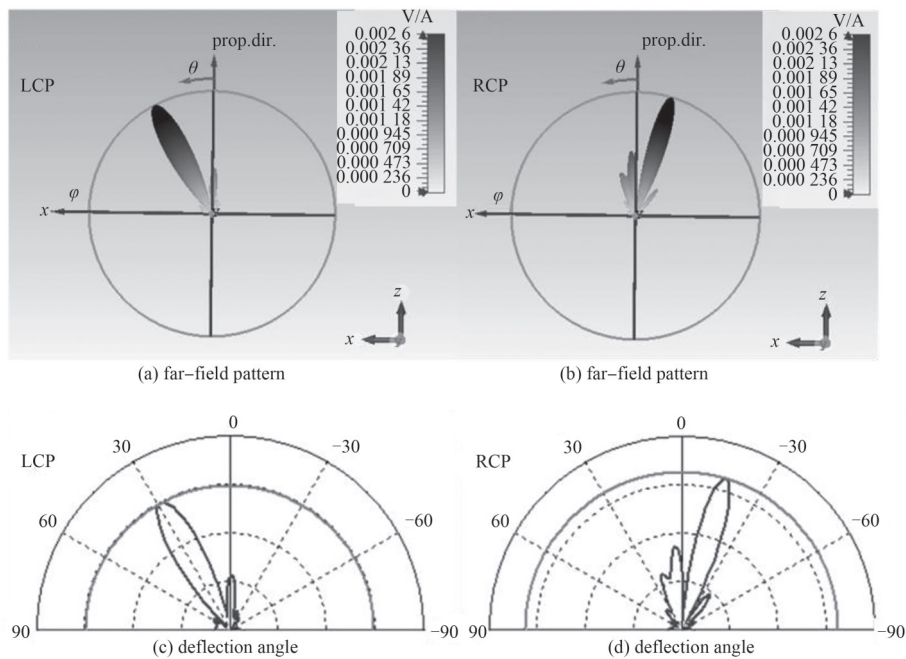 V/A
0.002 6
0.002 36
0.002 13
0.001 89
0.001 65
0.001 42
0.001 18
0.000 945
0.000 709
0.000 473
0.000 236
0
prop.dir.
θ
LCP
φ
x
z
x
(a) far−field pattern
V/A
0.002 6
0.002 36
0.002 13
0.001 89
0.001 65
0.001 42
0.001 18
0.000 945
0.000 709
0.000 473
0.000 236
0
prop.dir.
θ
RCP
φ
x
z
x
(b) far−field pattern
LCP
90
60
30
0
−30
−60
−90
(c) deflection angle
RCP
90
60
30
0
−30
−60
−90
(d) deflection angle